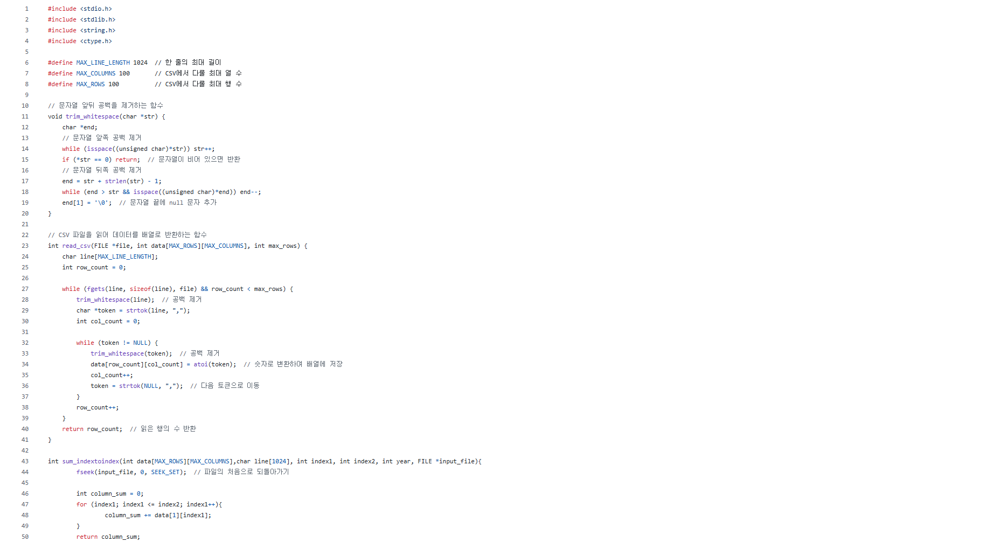 1 #include <stdio.h>
2 #include <stdlib.h>
3 #include <string.h>
4 #include <ctype.h>
5
6 #define MAX_LINE_LENGTH 1024  // 한 줄의 최대 길이
7 #define MAX_COLUMNS 100       // CSV에서 다룰 최대 열 수
8 #define MAX_ROWS 100          // CSV에서 다룰 최대 행 수
9
10 // 문자열 앞뒤 공백을 제거하는 함수
11 void trim_whitespace(char *str) {
12     char *end;
13     // 문자열 앞쪽 공백 제거
14     while (isspace((unsigned char)*str)) str++;
15     if (*str == 0) return;  // 문자열이 비어 있으면 반환
16     // 문자열 뒤쪽 공백 제거
17     end = str + strlen(str) - 1;
18     while (end > str && isspace((unsigned char)*end)) end--;
19     end[1] = '\0';  // 문자열 끝에 null 문자 추가
20 }
21
22 // CSV 파일을 읽어 데이터를 배열로 반환하는 함수
23 int read_csv(FILE *file, int data[MAX_ROWS][MAX_COLUMNS], int max_rows) {
24     char line[MAX_LINE_LENGTH];
25     int row_count = 0;
26
27     while (fgets(line, sizeof(line), file) && row_count < max_rows) {
28         trim_whitespace(line);  // 공백 제거
29         char *token = strtok(line, ",");
30         int col_count = 0;
31
32         while (token != NULL) {
33             trim_whitespace(token);  // 공백 제거
34             data[row_count][col_count] = atoi(token);  // 숫자로 변환하여 배열에 저장
35             col_count++;
36             token = strtok(NULL, ",");  // 다음 토큰으로 이동
37         }
38         row_count++;
39     }
40     return row_count;  // 읽은 행의 수 반환
41 }
42
43 int sum_indextoindex(int data[MAX_ROWS][MAX_COLUMNS],char line[1024], int index1, int index2, int year, FILE *input_file){
44         fseek(input_file, 0, SEEK_SET);  // 파일의 처음으로 되돌아가기
45
46         int column_sum = 0;
47         for (index1; index1 <= index2; index1++){
48                 column_sum += data[1][index1];
49         }
50         return column_sum;